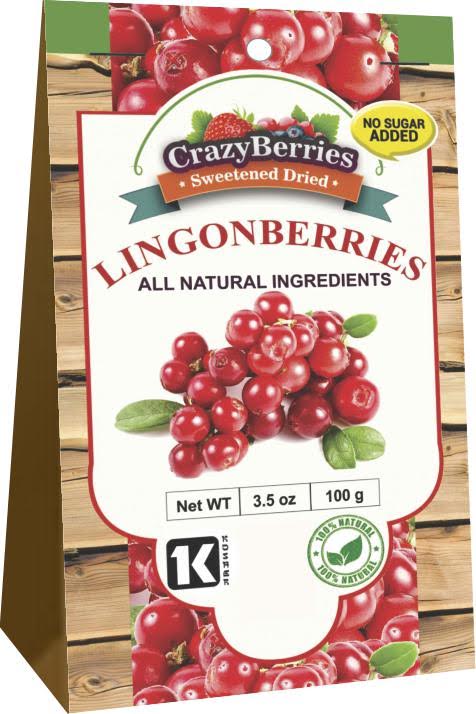 NO SUGAR
ADDED
CrazyBerries
• Sweetened Dried •
LINGONBERRIES
ALL NATURAL INGREDIENTS
Net WT 3.5 oz 100 g
1K
KOSHER
100% NATURAL
100% NATURAL